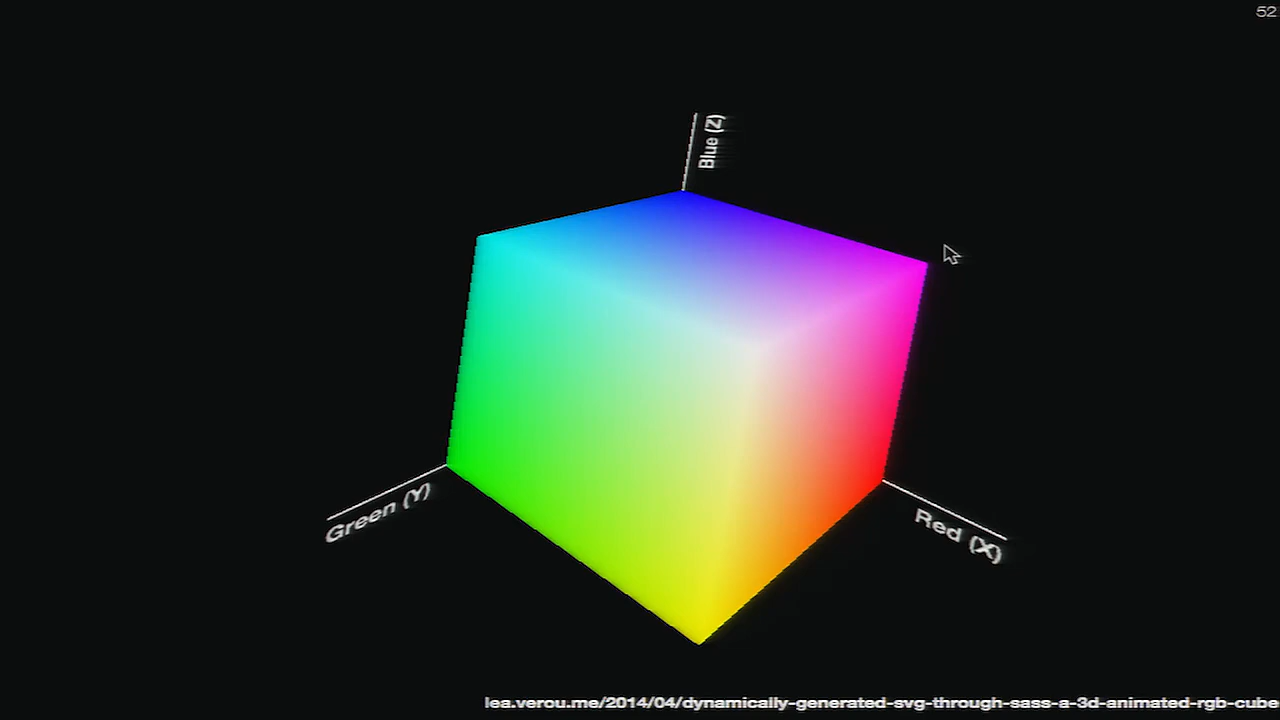 52
Blue (Z)
Green (Y)
Red (X)
lea.verou.me/2014/04/dynamically-generated-svg-through-sass-a-3d-animated-rgb-cube